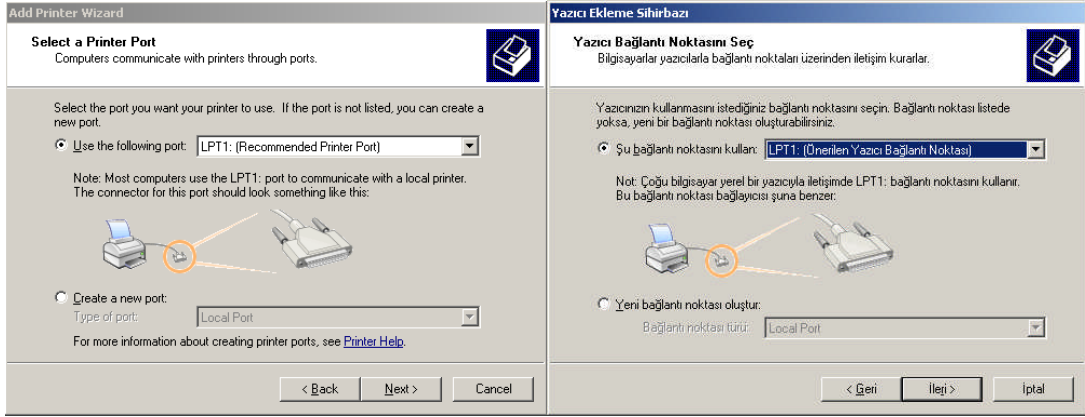 Add Printer Wizard
Select a Printer Port
Computers communicate with printers through ports.
Select the port you want your printer to use. If the port is not listed, you can create a
new port.
Use the following port: LPT1: (Recommended Printer Port)
Note: Most computers use the LPT1: port to communicate with a local printer.
The connector for this port should look something like this:
Create a new port:
Type of port: Local Port
For more information about creating printer ports, see Printer Help.
< Back Next > Cancel
Yazıcı Ekleme Sihirbazı
Yazıcı Bağlantı Noktasını Seç
Bilgisayarlar yazıcılarla bağlantı noktaları üzerinden iletişim kurarlar.
Yazıcınızın kullanmasını istediğiniz bağlantı noktasını seçin. Bağlantı noktası listede
yoksa, yeni bir bağlantı noktası oluşturabilirsiniz.
Şu bağlantı noktasını kullan: LPT1: (Önerilen Yazıcı Bağlantı Noktası)
Not: Çoğu bilgisayar yerel bir yazıcıyla iletişimde LPT1: bağlantı noktasını kullanır.
Bu bağlantı noktası bağlayıcısı şuna benzer:
Yeni bağlantı noktası oluştur:
Bağlantı noktası türü: Local Port
< Geri İleri > İptal